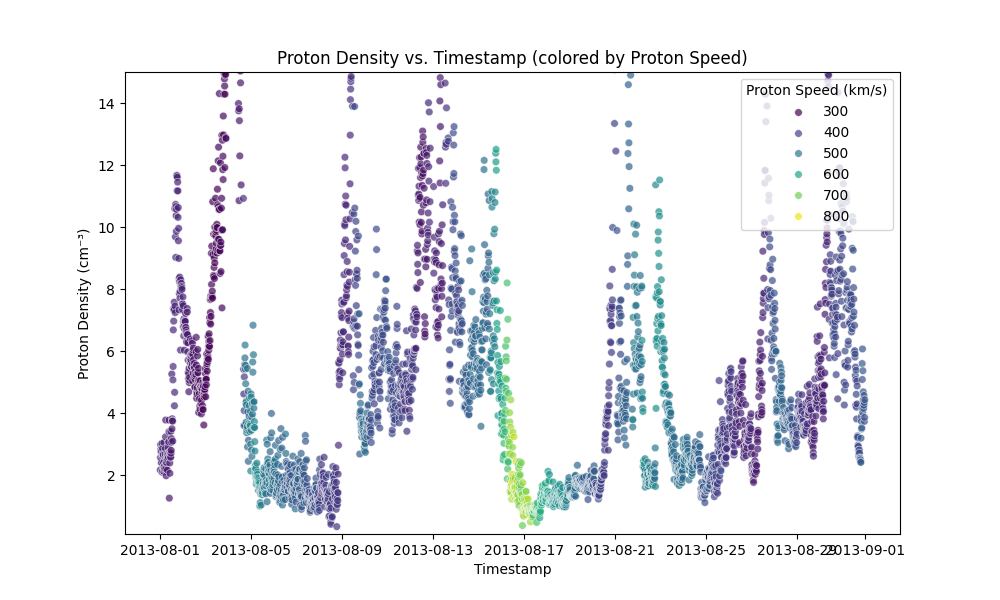 Proton Density vs. Timestamp (colored by Proton Speed)
Proton Density (cm⁻³)
14
12
10
8
6
4
2
Proton Speed (km/s)
300
400
500
600
700
800
2013-08-01 2013-08-05 2013-08-09 2013-08-13 2013-08-17 2013-08-21 2013-08-25 2013-08-29 2013-09-01
Timestamp